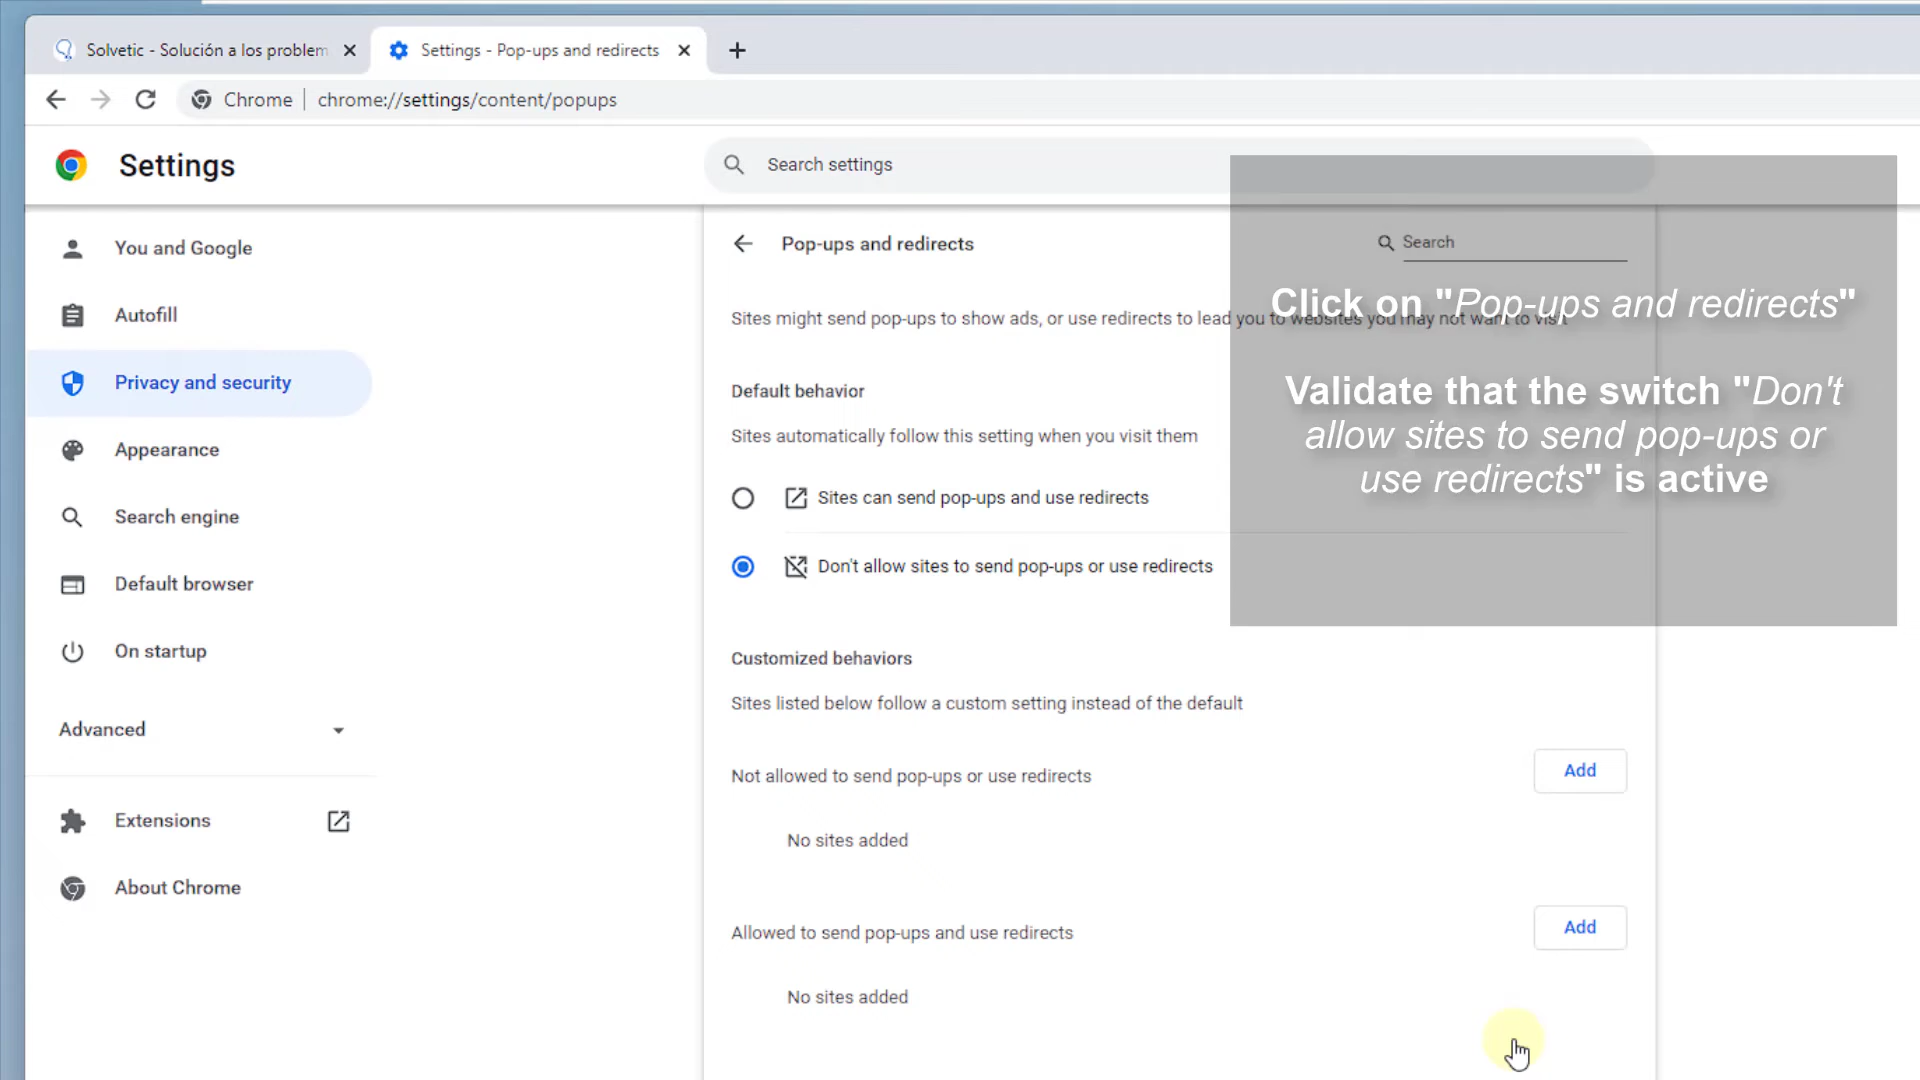 Solvetic - Solución a los problem
Settings - Pop-ups and redirects
Chrome
chrome://settings/content/popups
Settings
Search settings
You and Google
Autofill
Privacy and security
Appearance
Search engine
Default browser
On startup
Advanced
Extensions
About Chrome
Pop-ups and redirects
Search
Sites might send pop-ups to show ads, or use redirects to lead you to websites you may not want to visit
Default behavior
Sites automatically follow this setting when you visit them
Sites can send pop-ups and use redirects
Don't allow sites to send pop-ups or use redirects
Customized behaviors
Sites listed below follow a custom setting instead of the default
Not allowed to send pop-ups or use redirects
Add
No sites added
Allowed to send pop-ups and use redirects
Add
No sites added
Click on "Pop-ups and redirects"
Validate that the switch "Don't
allow sites to send pop-ups or
use redirects" is active